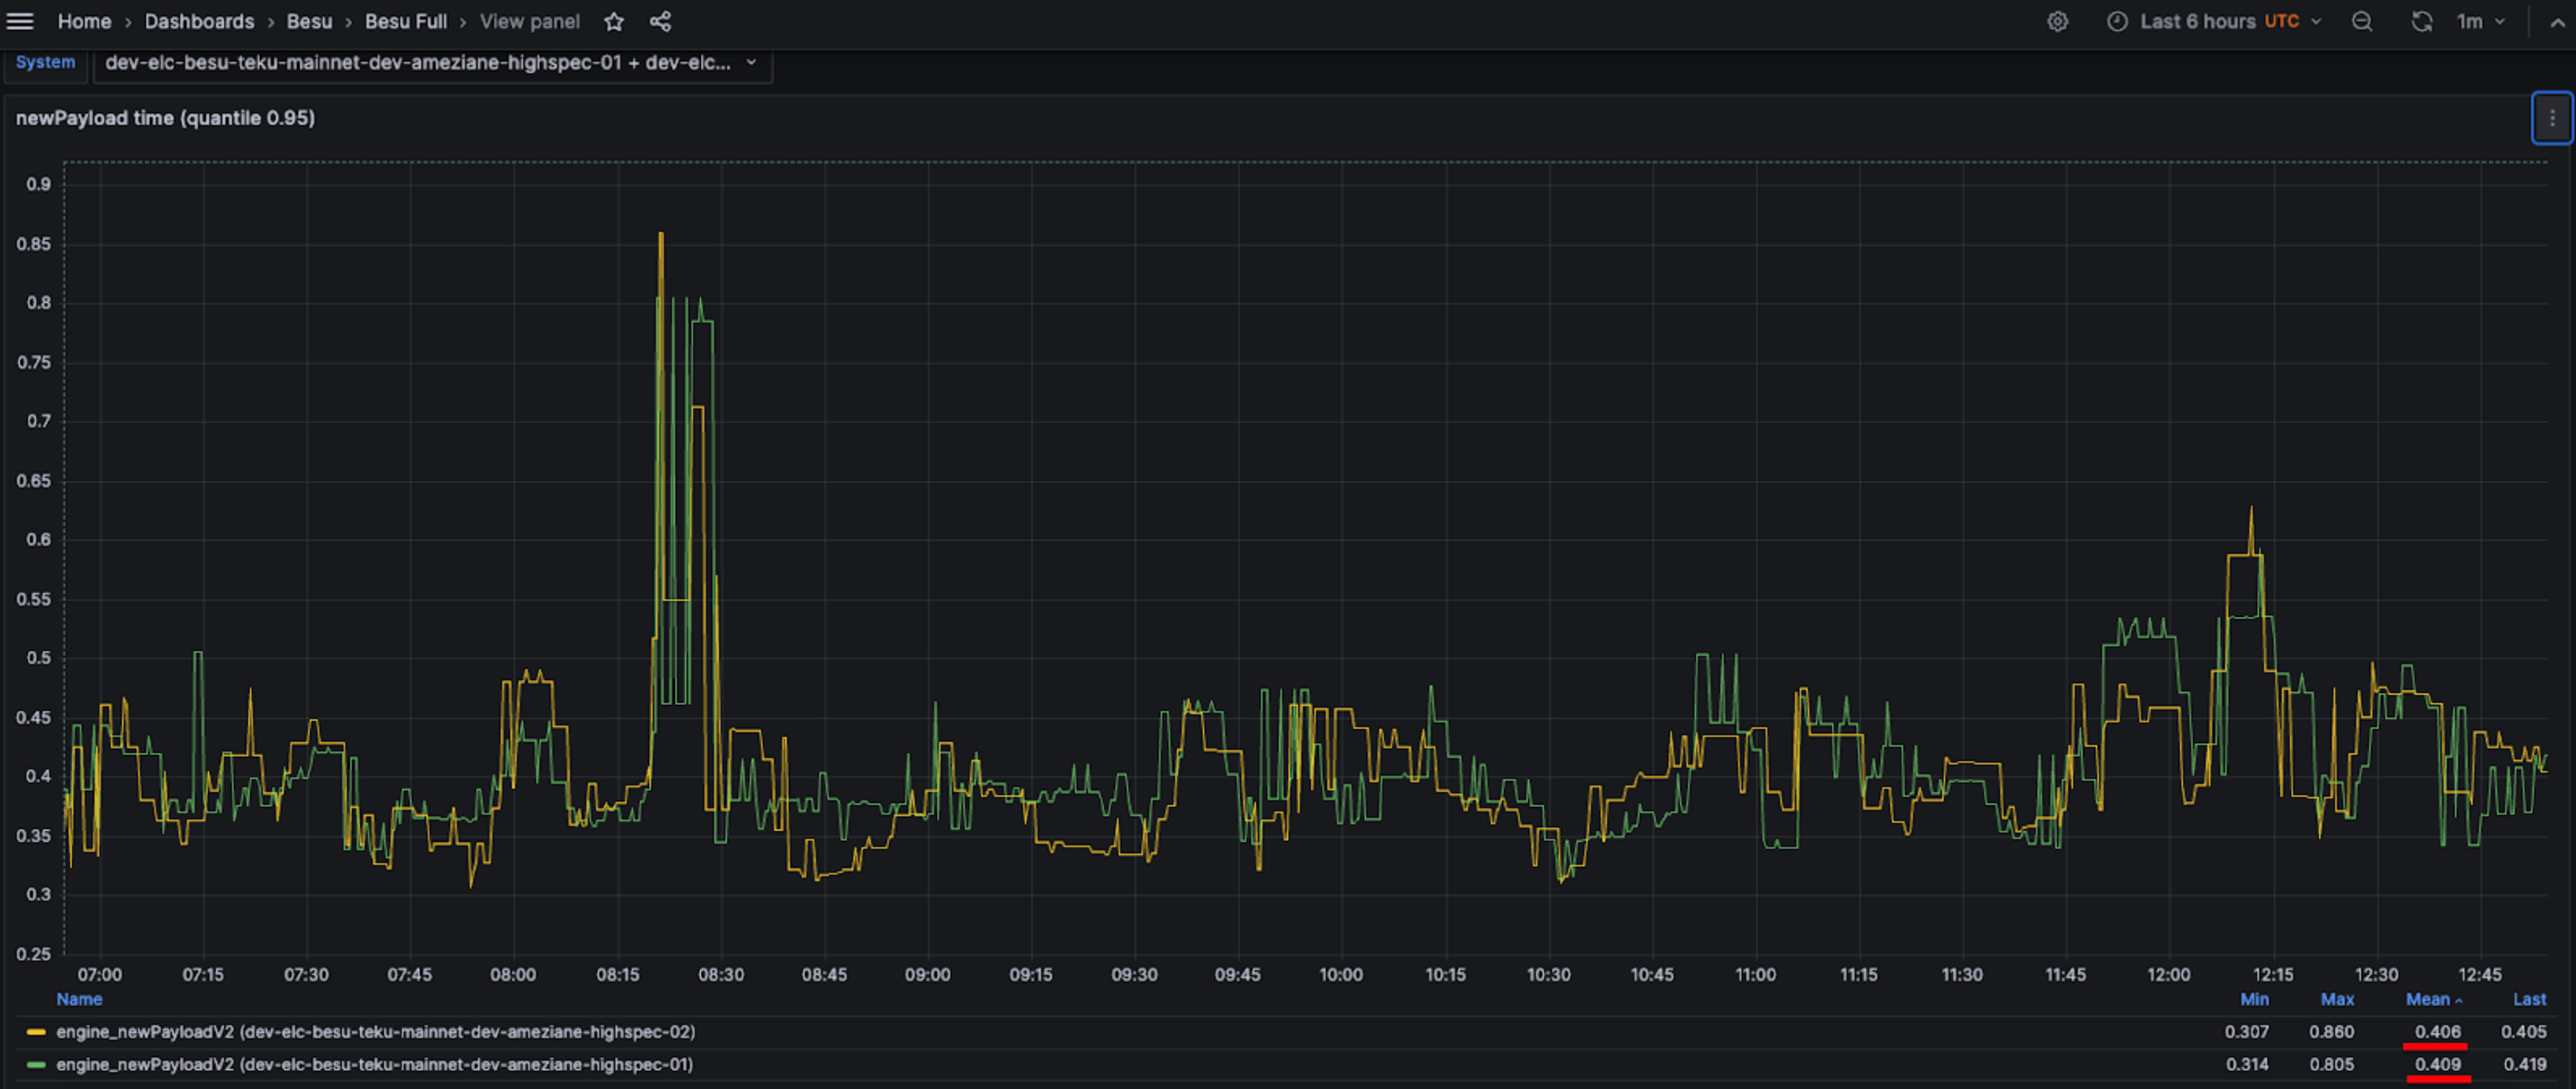 Home › Dashboards › Besu › Besu Full › View panel Last 6 hours UTC 1m
System dev-elc-besu-teku-mainnet-dev-ameziane-highspec-01 + dev-elc...
newPayload time (quantile 0.95)
0.9
0.85
0.8
0.75
0.7
0.65
0.6
0.55
0.5
0.45
0.4
0.35
0.3
0.25
07:00 07:15 07:30 07:45 08:00 08:15 08:30 08:45 09:00 09:15 09:30 09:45 10:00 10:15 10:30 10:45 11:00 11:15 11:30 11:45 12:00 12:15 12:30 12:45
Name Min Max Mean Last
engine_newPayloadV2 (dev-elc-besu-teku-mainnet-dev-ameziane-highspec-02) 0.307 0.860 0.406 0.405
engine_newPayloadV2 (dev-elc-besu-teku-mainnet-dev-ameziane-highspec-01) 0.314 0.805 0.409 0.419